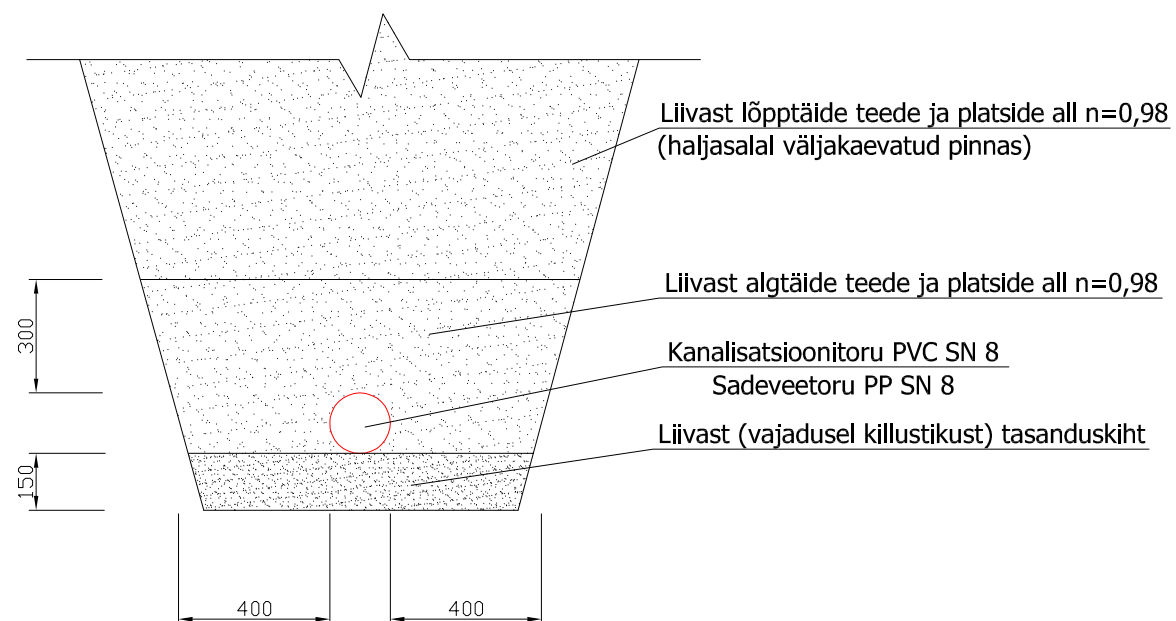 Liivast lõpptäide teede ja platside all n=0,98
(haljasalal väljakaevatud pinnas)
Liivast algtäide teede ja platside all n=0,98
300
Kanalisatsioonitoru PVC SN 8
Sadeveetoru PP SN 8
Liivast (vajadusel killustikust) tasanduskiht
150
400
400